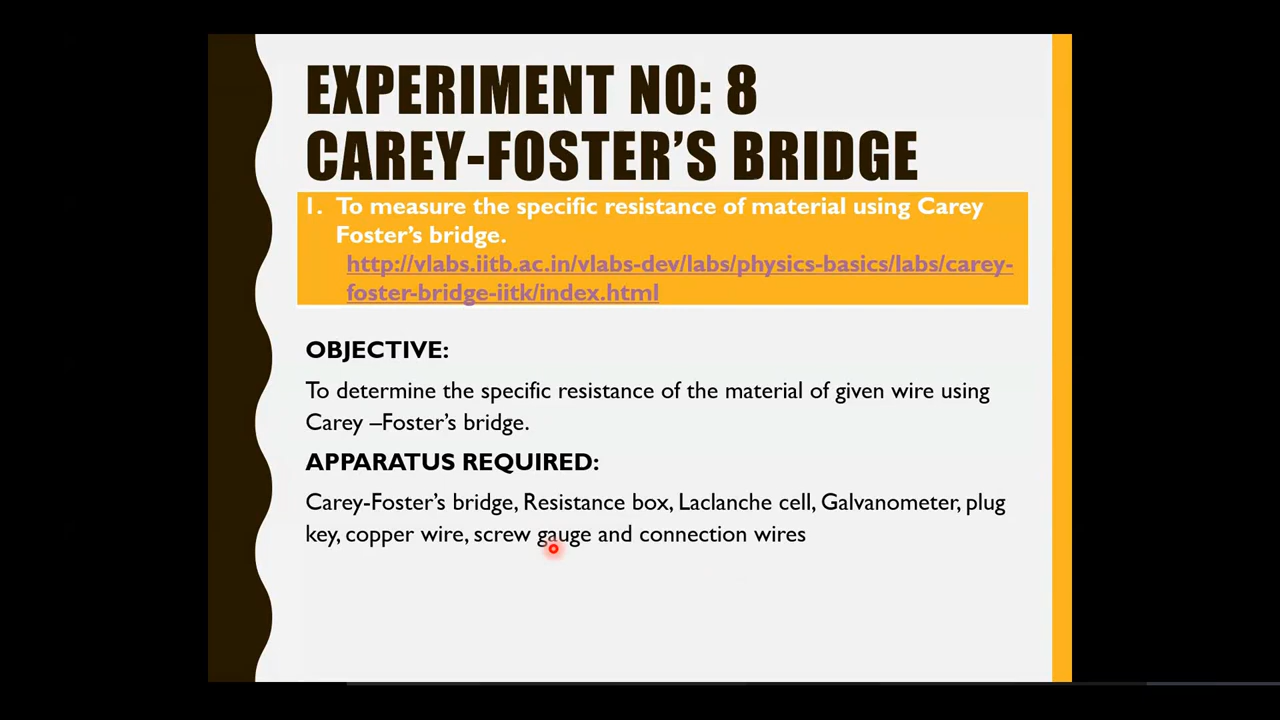 EXPERIMENT NO: 8
CAREY-FOSTER’S BRIDGE
1. To measure the specific resistance of material using Carey
Foster’s bridge.
http://vlabs.iitb.ac.in/vlabs-dev/labs/physics-basics/labs/carey-
foster-bridge-iitk/index.html
OBJECTIVE:
To determine the specific resistance of the material of given wire using
Carey –Foster’s bridge.
APPARATUS REQUIRED:
Carey-Foster’s bridge, Resistance box, Laclanche cell, Galvanometer, plug
key, copper wire, screw gauge and connection wires